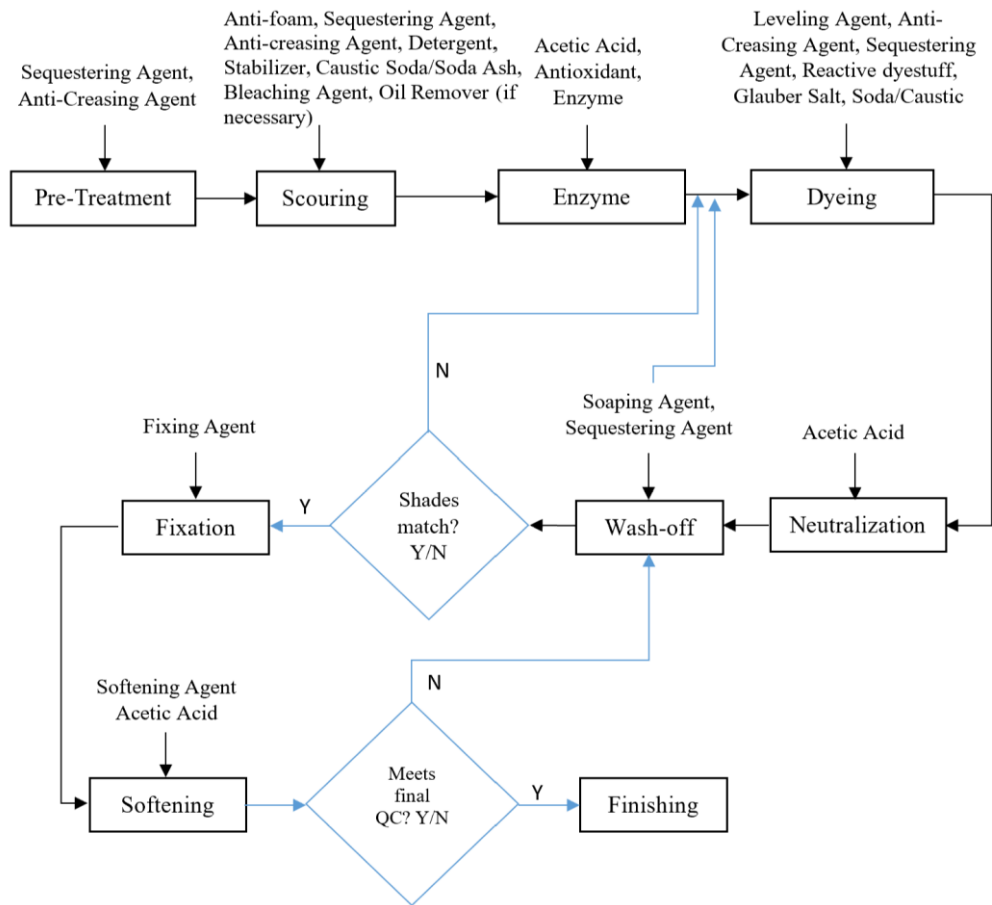 Sequestering Agent,
Anti-Creasing Agent
Anti-foam, Sequestering Agent,
Anti-creasing Agent, Detergent,
Stabilizer, Caustic Soda/Soda Ash,
Bleaching Agent, Oil Remover (if
necessary)
Acetic Acid,
Antioxidant,
Enzyme
Leveling Agent, Anti-
Creasing Agent, Sequestering
Agent, Reactive dyestuff,
Glauber Salt, Soda/Caustic
Pre-Treatment
Scouring
Enzyme
Dyeing
N
Fixing Agent
Soaping Agent,
Sequestering Agent
Acetic Acid
Fixation
Y
Shades
match?
Y/N
Wash-off
Neutralization
Softening Agent
Acetic Acid
N
Softening
Meets
final
QC? Y/N
Y
Finishing